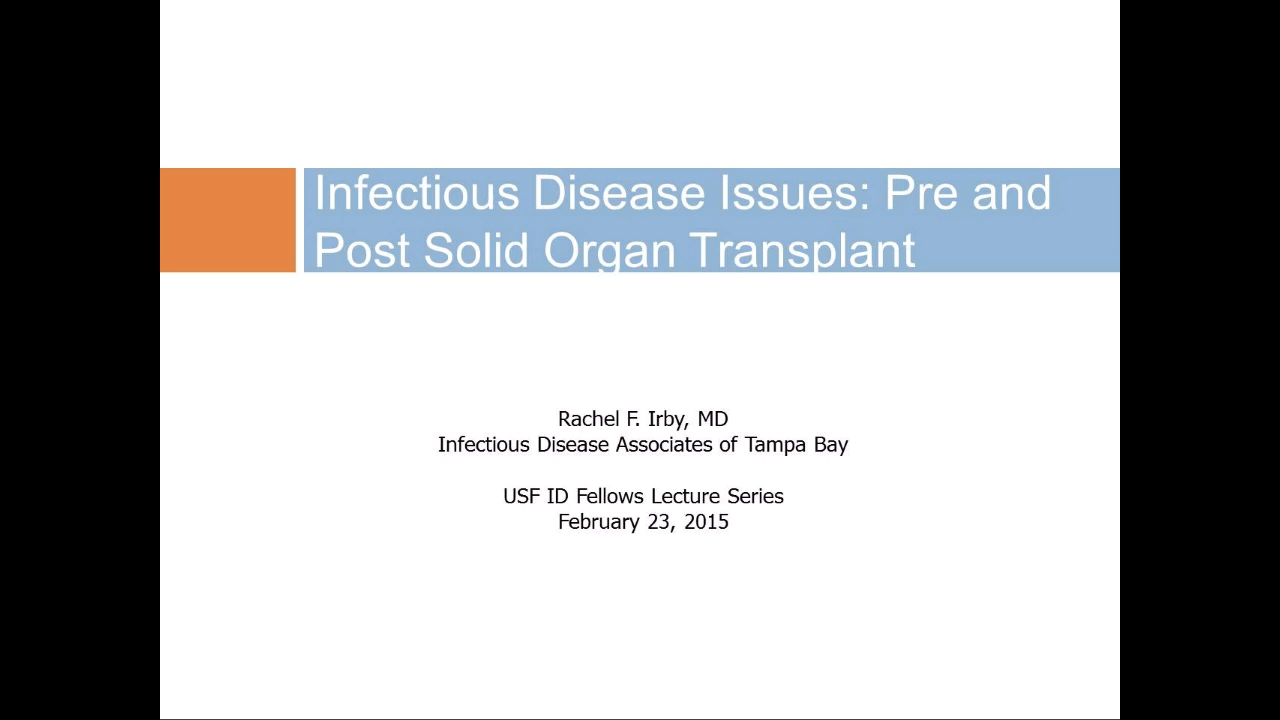 Infectious Disease Issues: Pre and
Post Solid Organ Transplant
Rachel F. Irby, MD
Infectious Disease Associates of Tampa Bay
USF ID Fellows Lecture Series
February 23, 2015